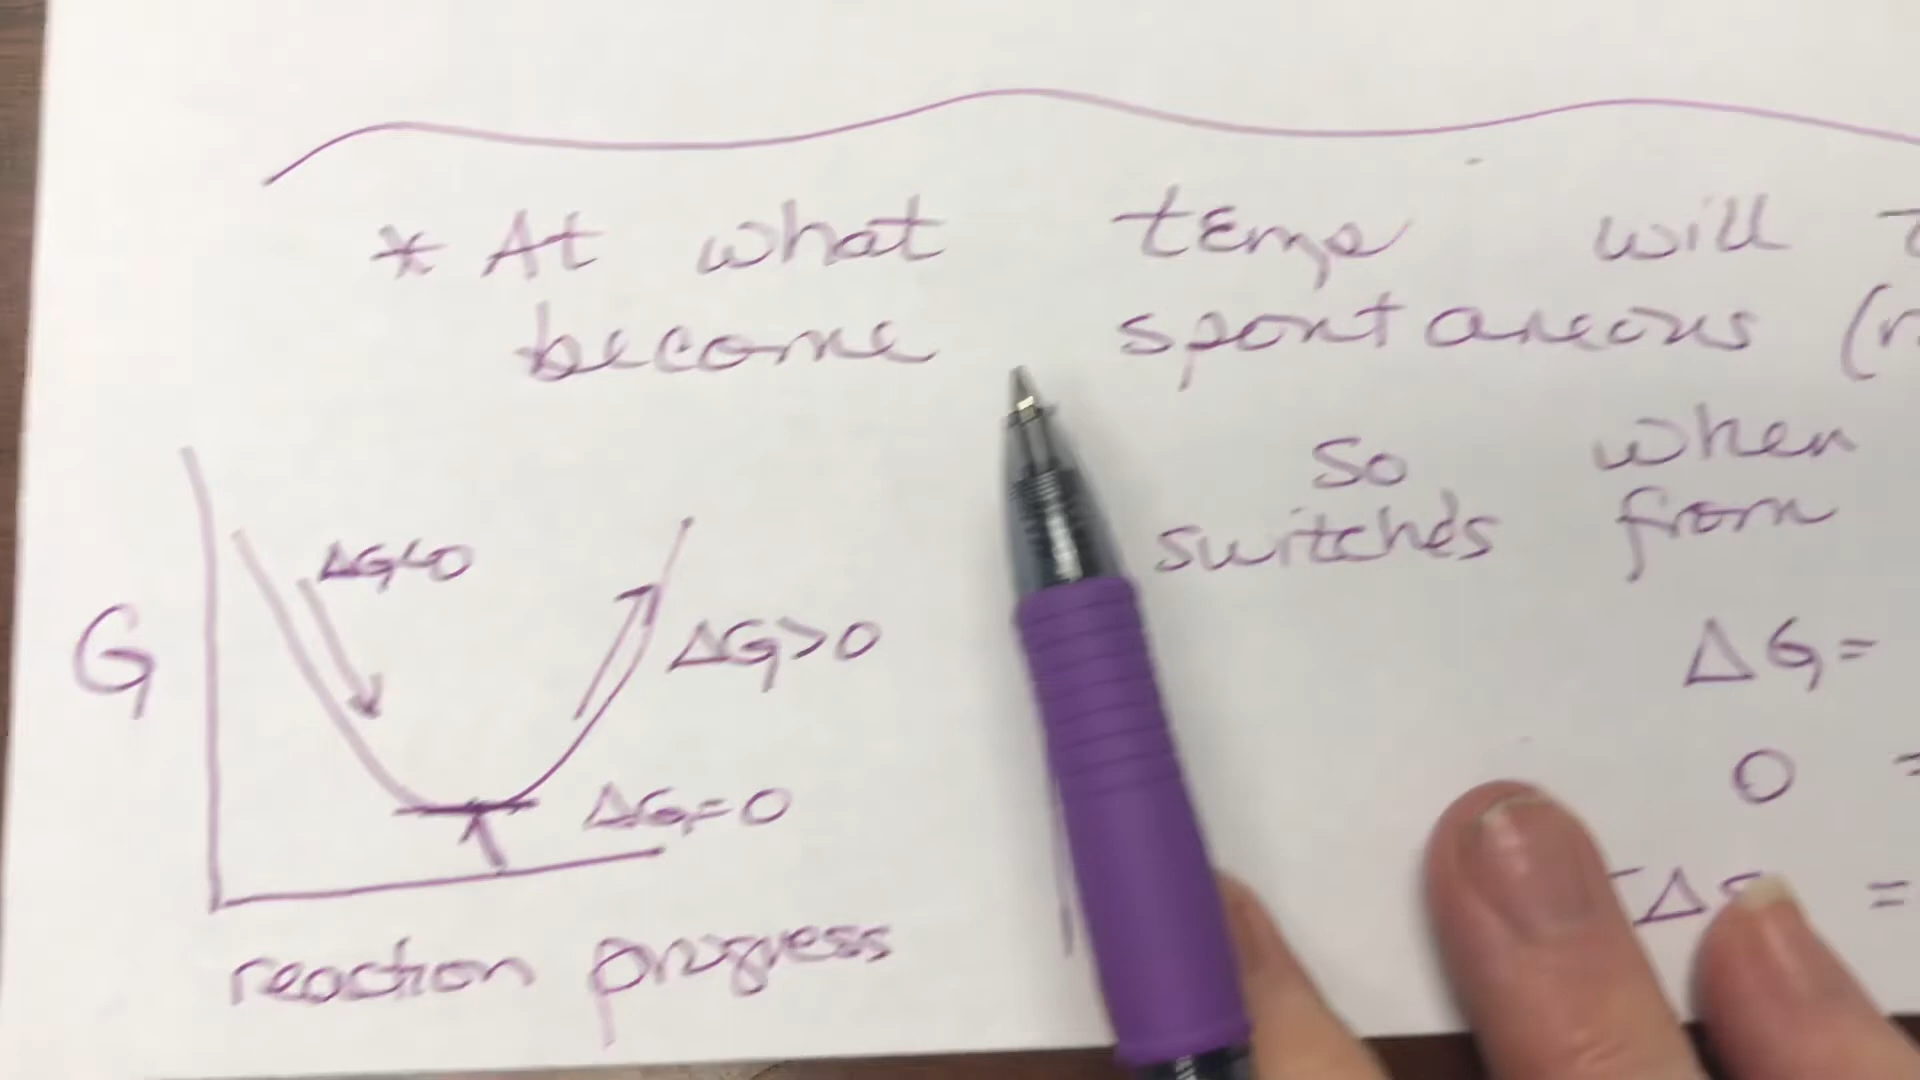 * At what temp will
become spontaneous
So when
switches from
G
ΔG<0
ΔG>0
ΔG=0
reaction progress
ΔG=
0 =
TΔS =